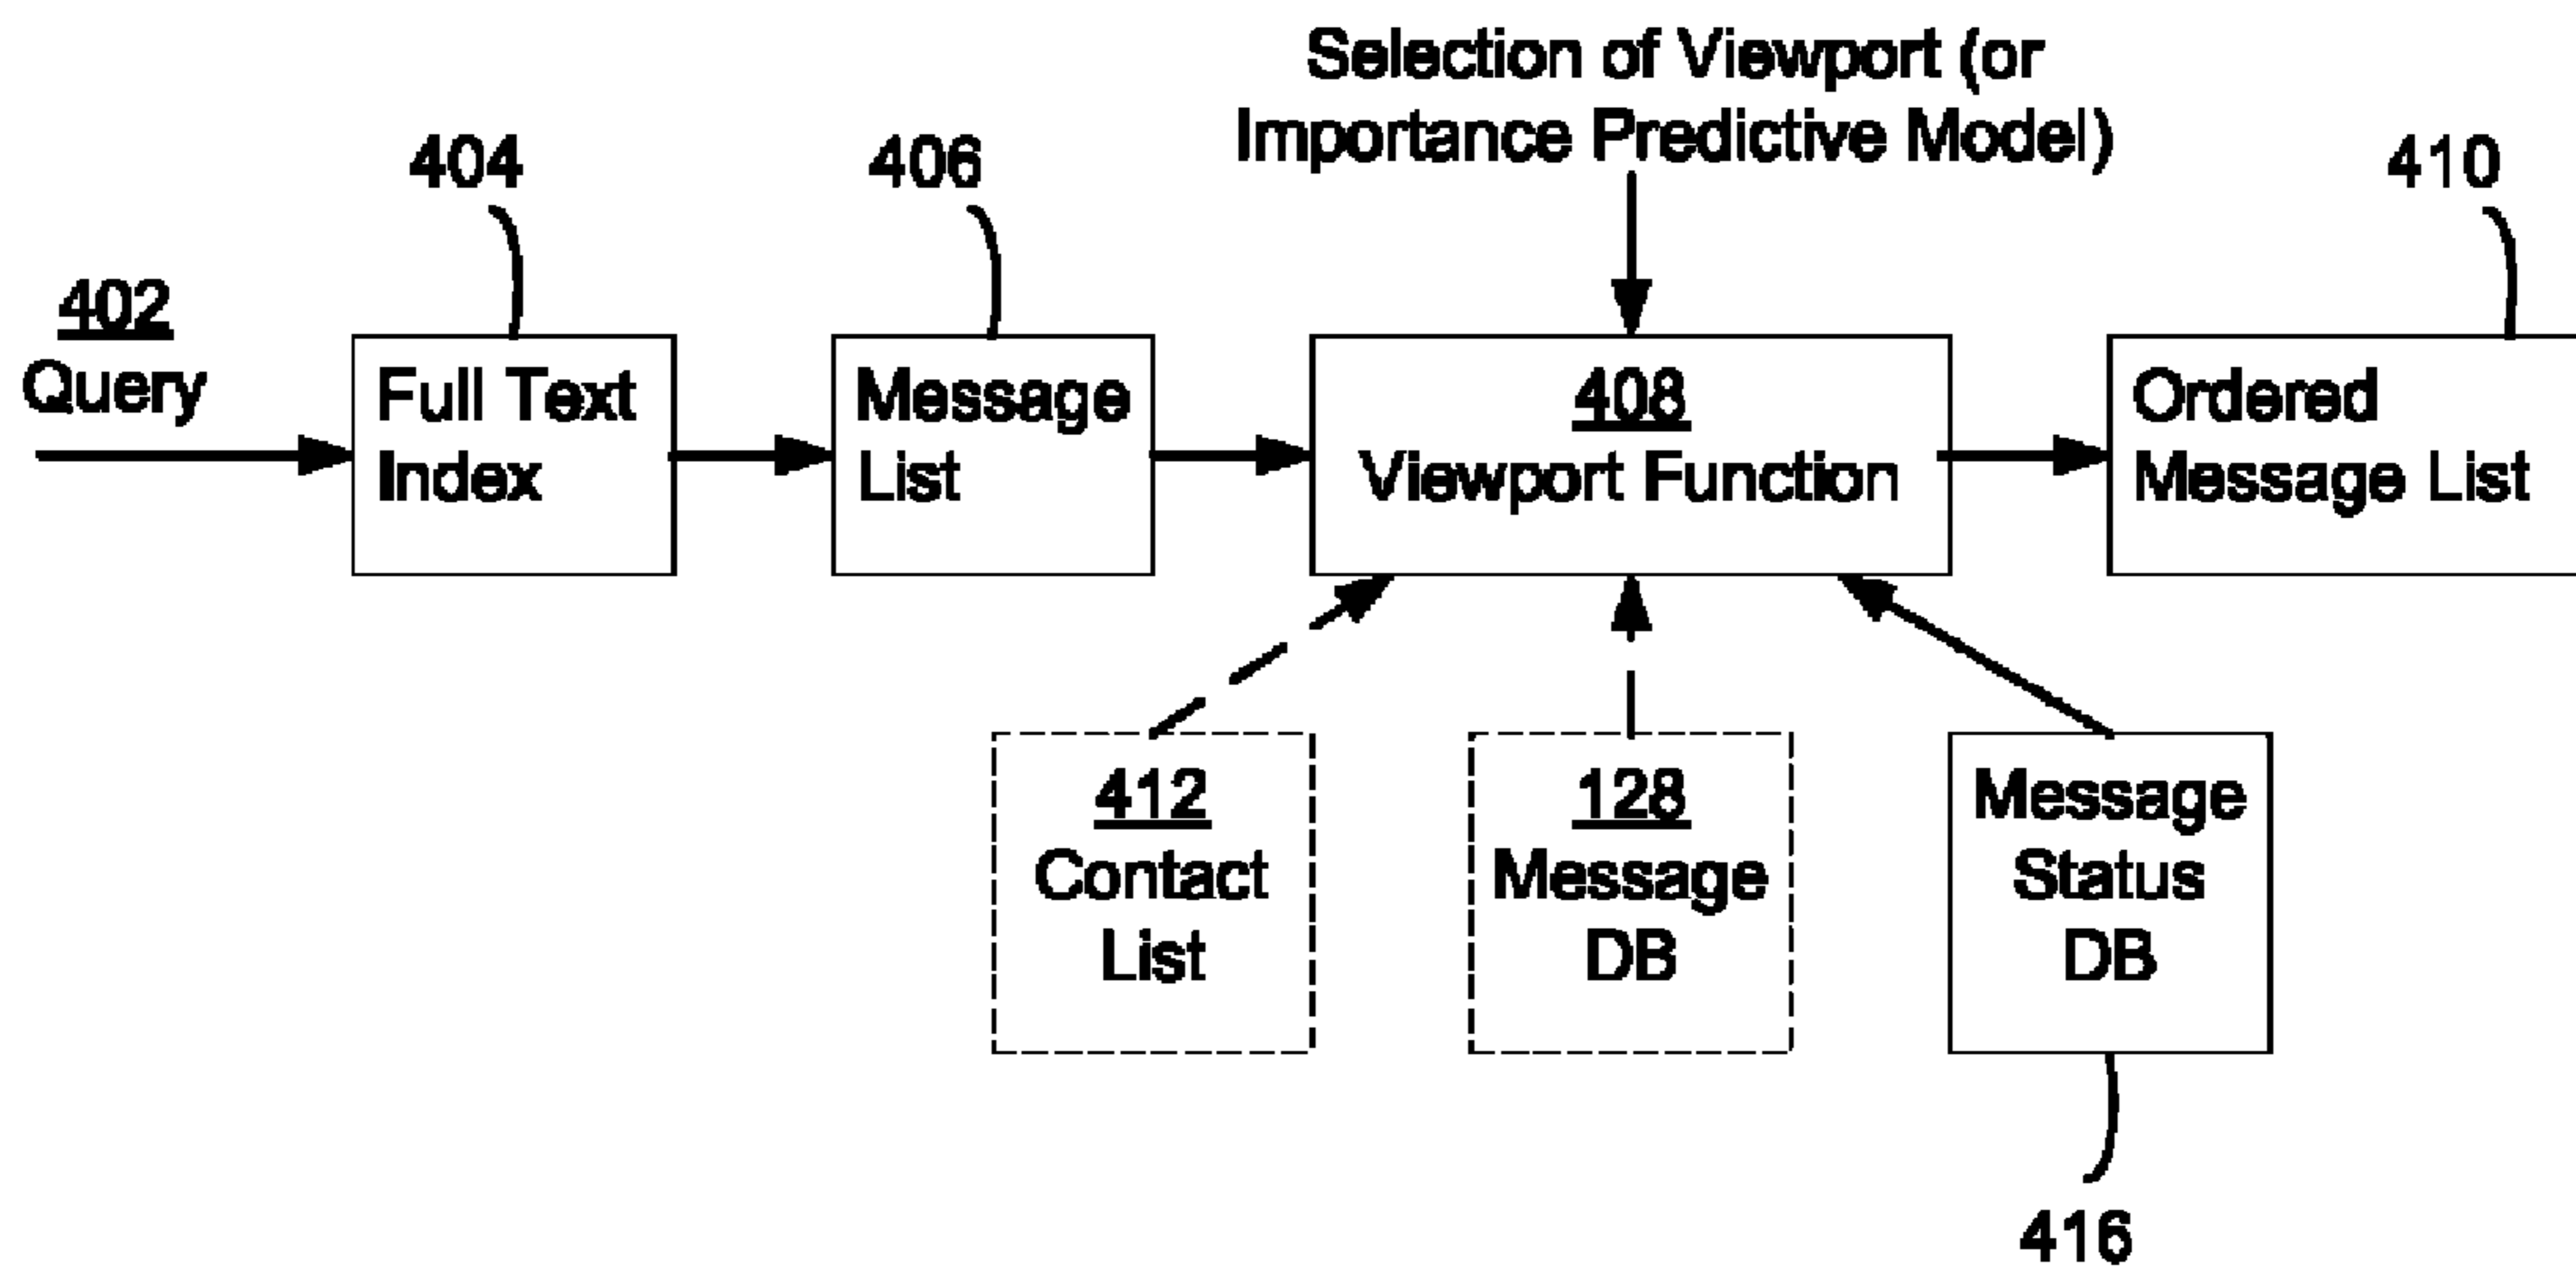 Selection of Viewport (or
Importance Predictive Model)
404
406
410
402
Query
Full Text
Index
Message
List
408
Viewport Function
Ordered
Message List
412
Contact
List
128
Message
DB
Message
Status
DB
416